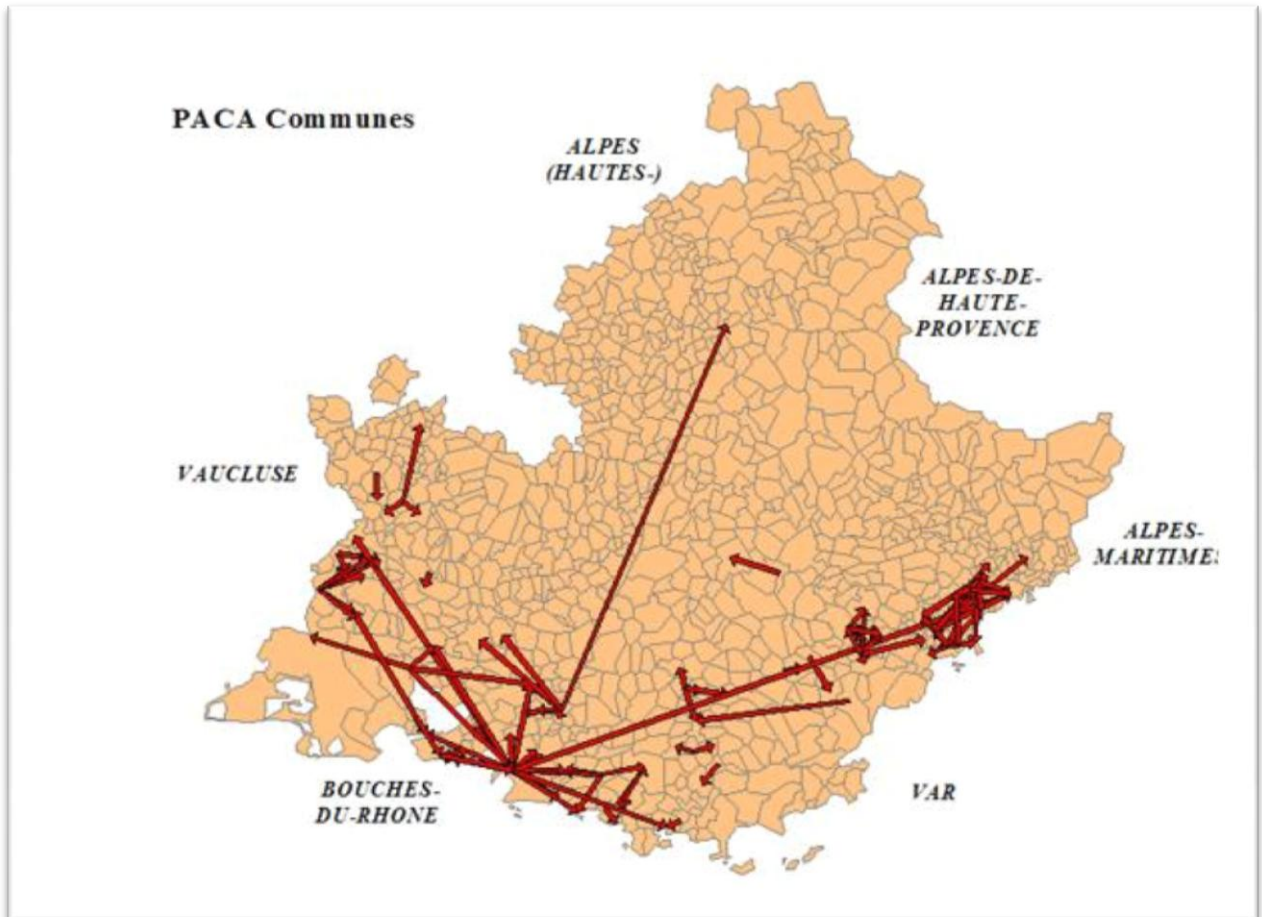 PACA Communes
ALPES
(HAUTES-)
ALPES-DE-
HAUTE-
PROVENCE
VAUCLUSE
ALPES-
MARITIME
BOUCHES-
DU-RHONE
VAR